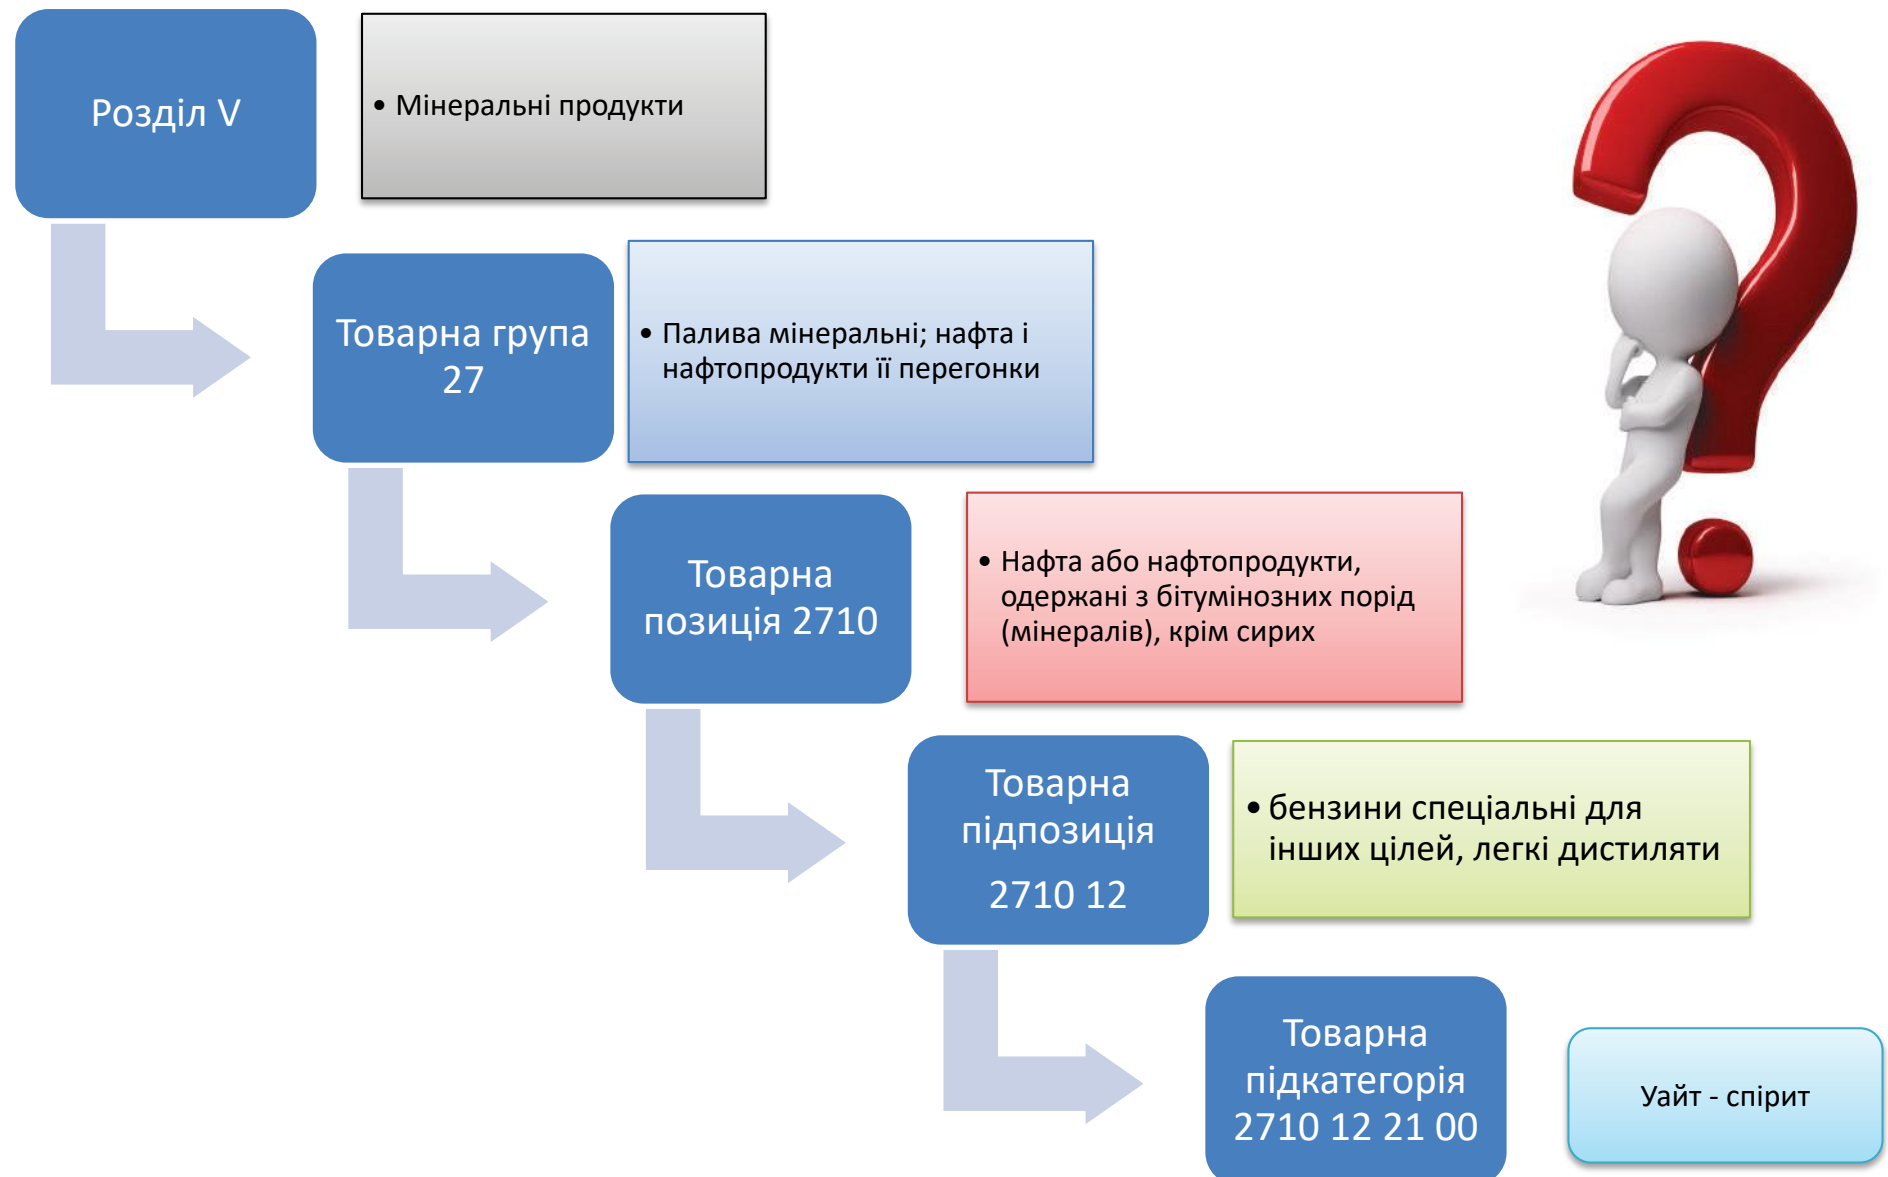 Розділ V
• Мінеральні продукти
Товарна група
27
• Палива мінеральні; нафта і
нафтопродукти її перегонки
Товарна
позиція 2710
• Нафта або нафтопродукти,
одержані з бітумінозних порід
(мінералів), крім сирих
Товарна
підпозиція
2710 12
• бензини спеціальні для
інших цілей, легкі дистиляти
Товарна
підкатегорія
2710 12 21 00
Уайт - спірит